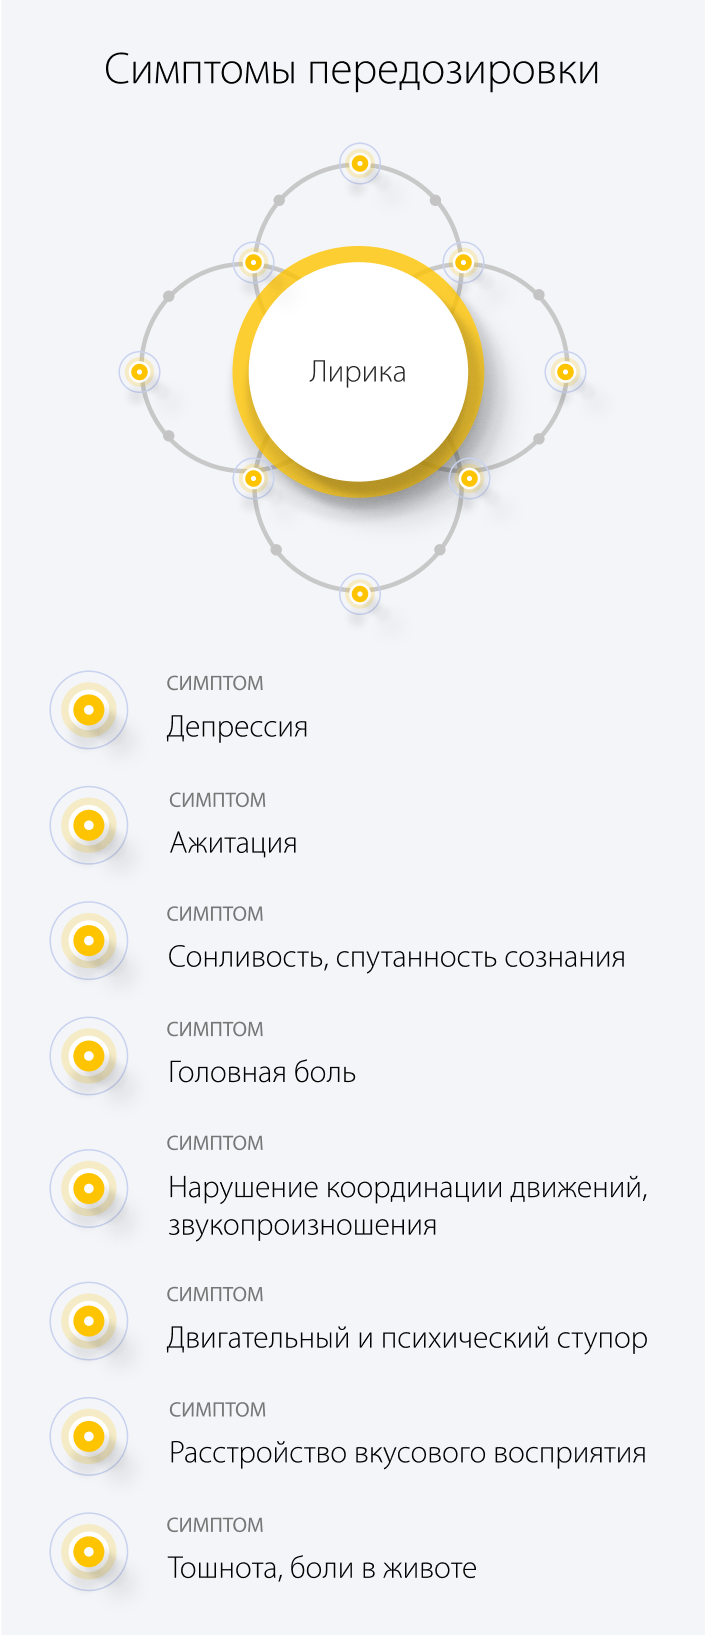 Симптомы передозировки
Лирика
СИМПТОМ
Депрессия
СИМПТОМ
Ажитация
СИМПТОМ
Сонливость, спутанность сознания
СИМПТОМ
Головная боль
СИМПТОМ
Нарушение координации движений,
звукопроизношения
СИМПТОМ
Двигательный и психический ступор
СИМПТОМ
Расстройство вкусового восприятия
СИМПТОМ
Тошнота, боли в животе